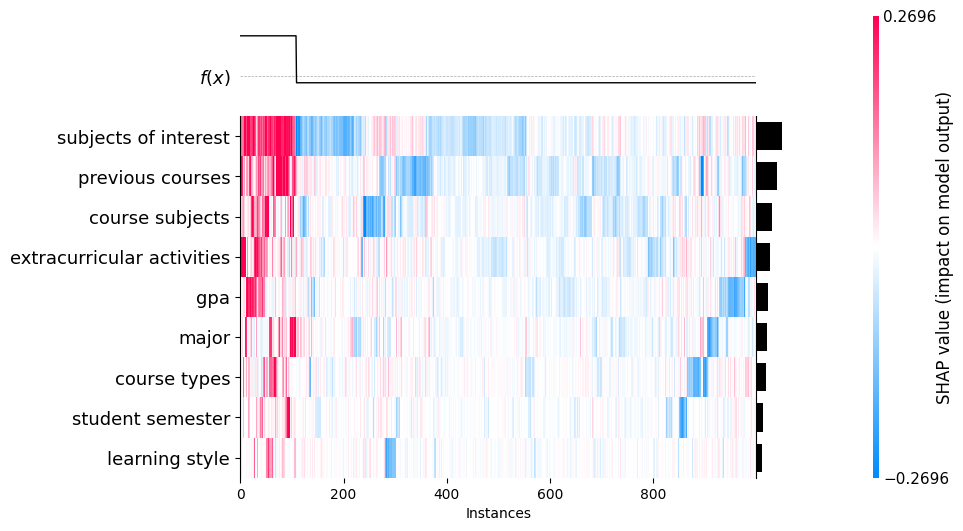 0.2696
f(x)
subjects of interest
previous courses
course subjects
extracurricular activities
gpa
major
course types
student semester
learning style
0
200
400
600
800
Instances
−0.2696
SHAP value (impact on model output)